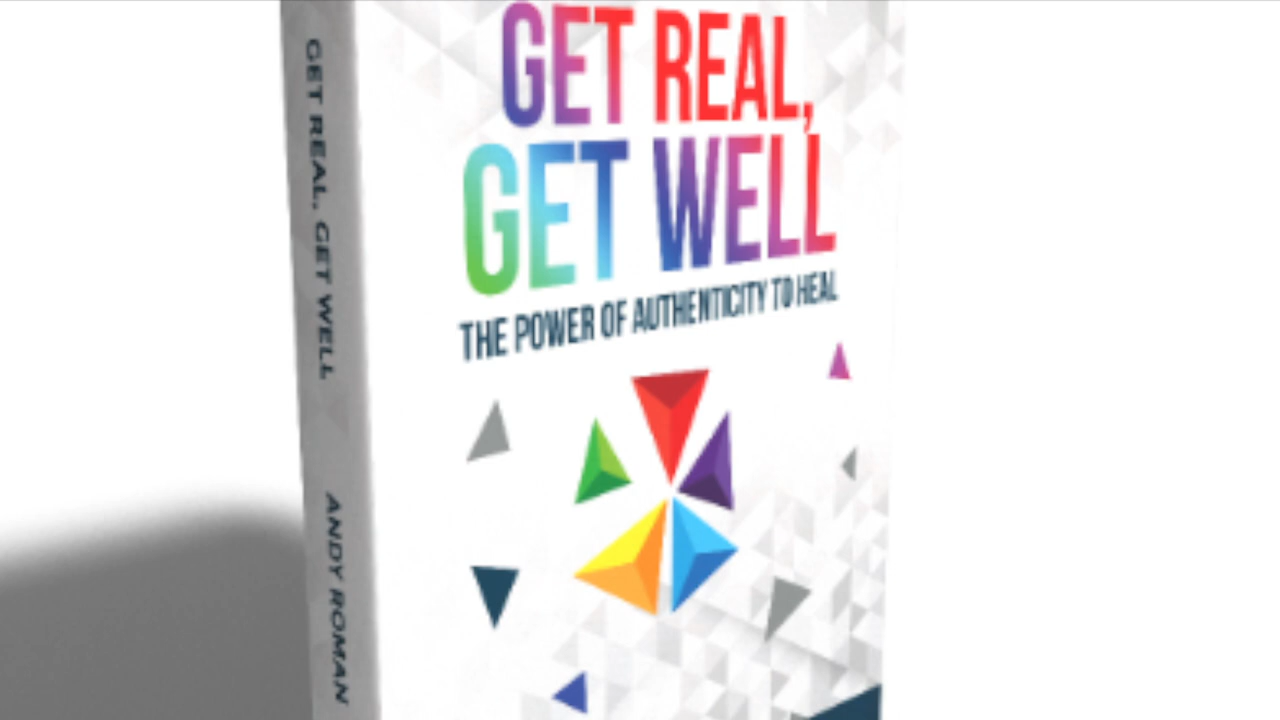 GET REAL, GET WELL
ANDY ROMAN
GET REAL,
GET WELL
THE POWER OF AUTHENTICITY TO HEAL